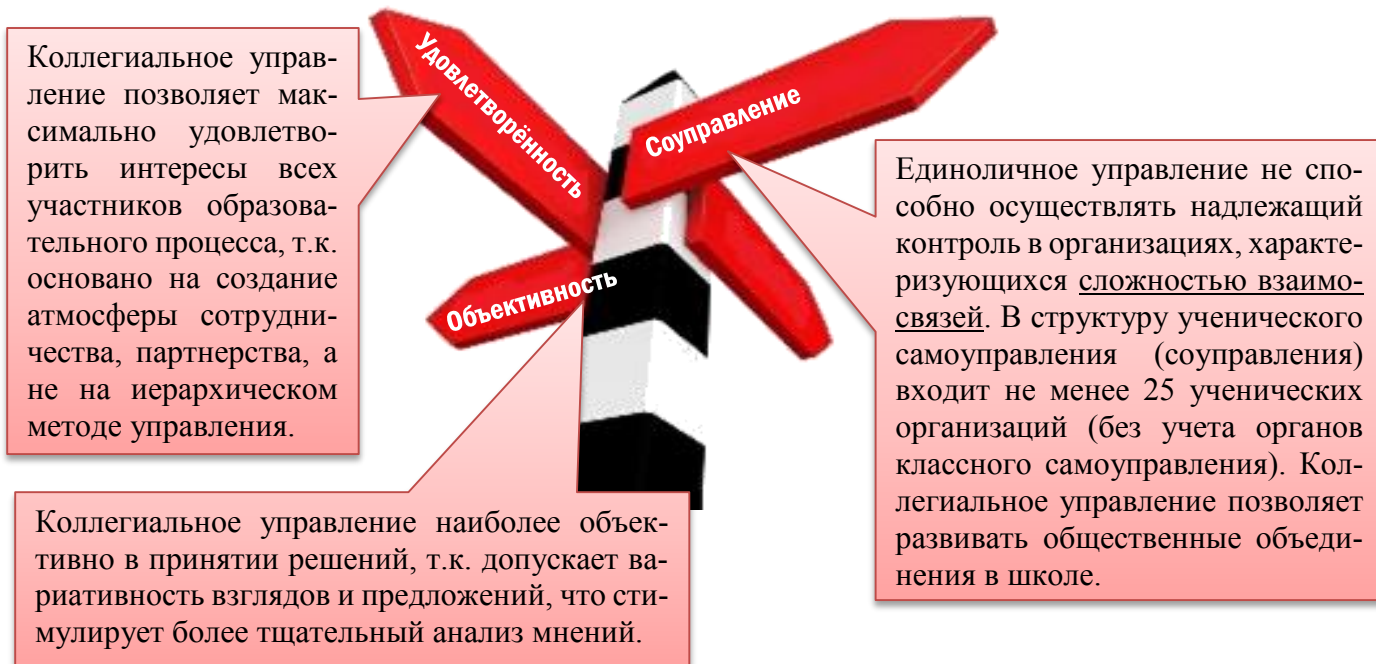 Коллегиальное управ-
ление позволяет мак-
симально удовлетво-
рить интересы всех
участников образова-
тельного процесса, т.к.
основано на создание
атмосферы сотрудни-
чества, партнерства, а
не на иерархическом
методе управления.
Удовлетворённость
Соуправление
Объективность
Единоличное управление не спо-
собно осуществлять надлежащий
контроль в организациях, характе-
ризующихся сложностью взаимо-
связей. В структуру ученического
самоуправления (соуправления)
входит не менее 25 ученических
организаций (без учета органов
классного самоуправления). Кол-
легиальное управление позволяет
развивать общественные объеди-
нения в школе.
Коллегиальное управление наиболее объек-
тивно в принятии решений, т.к. допускает ва-
риативность взглядов и предложений, что сти-
мулирует более тщательный анализ мнений.